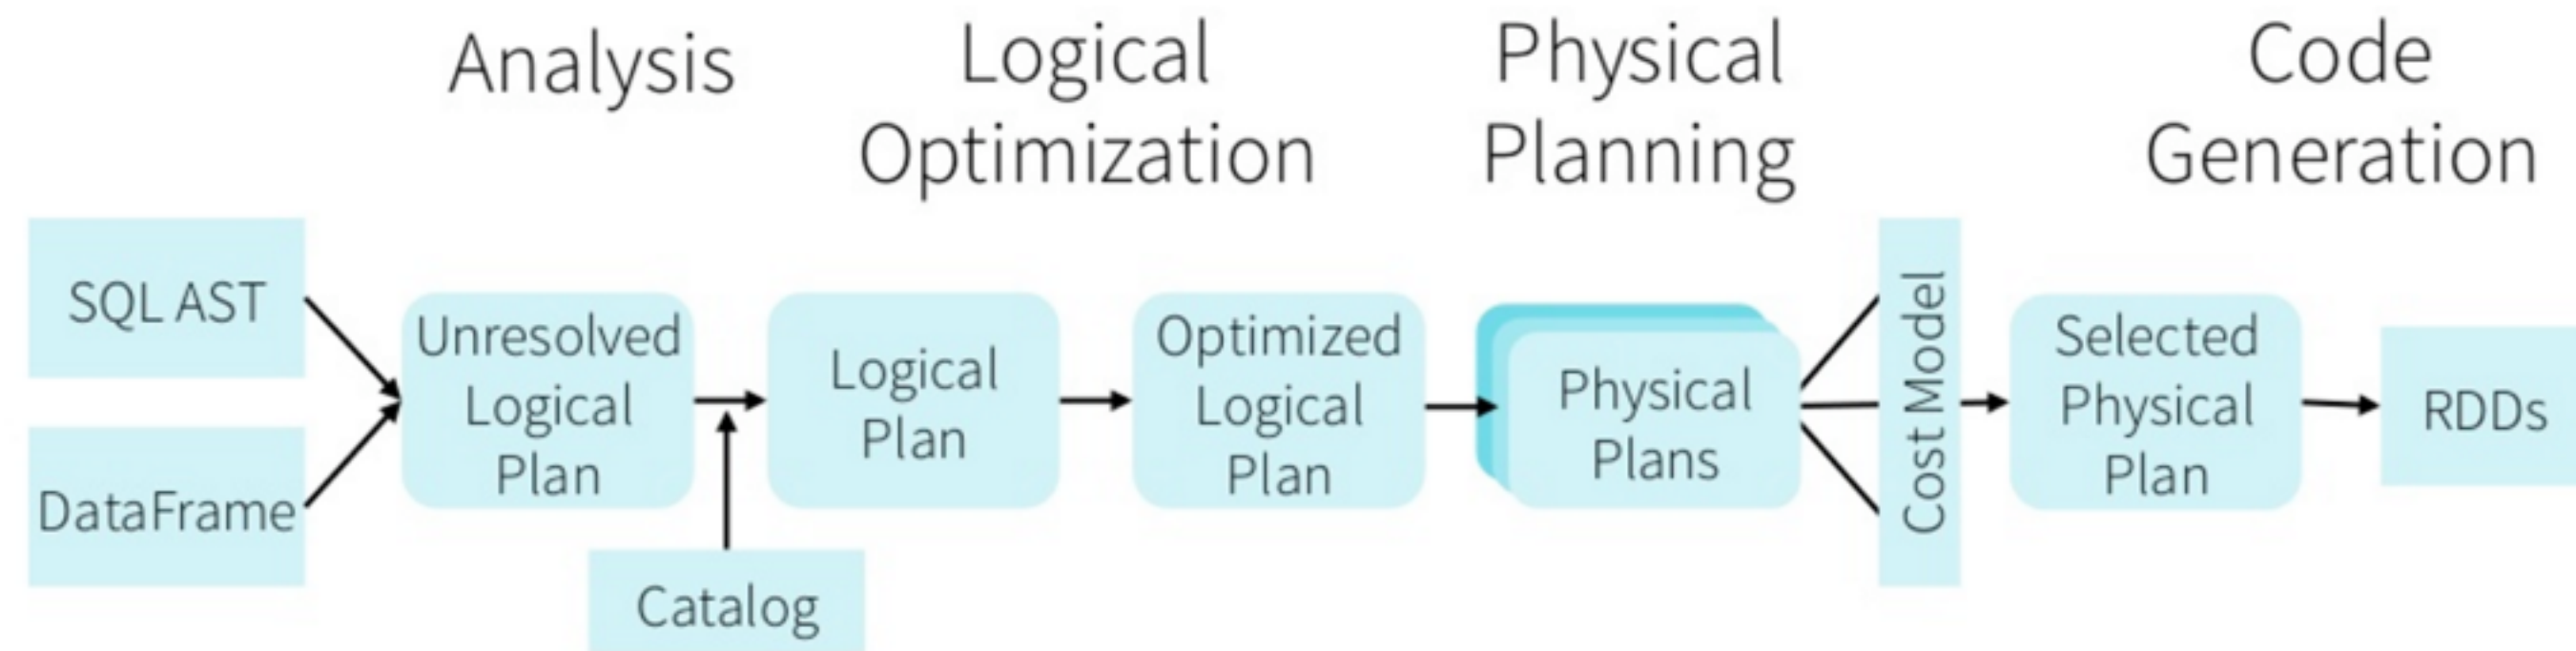 Analysis
Logical
Optimization
Physical
Planning
Code
Generation
SQL AST
DataFrame
Unresolved
Logical
Plan
Catalog
Logical
Plan
Optimized
Logical
Plan
Physical
Plans
Cost Model
Selected
Physical
Plan
RDDs